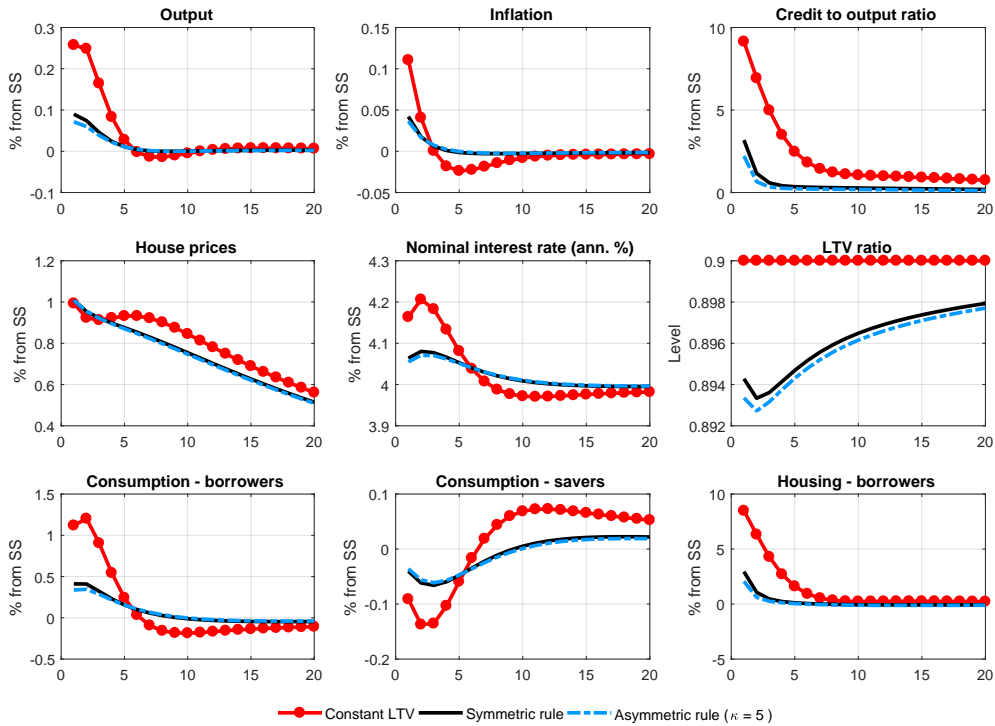 Output
Inflation
Credit to output ratio
% from SS
0.3
0.2
0.1
0
-0.1
0 5 10 15 20
% from SS
0.15
0.1
0.05
0
-0.05
0 5 10 15 20
% from SS
10
5
0
0 5 10 15 20
House prices
Nominal interest rate (ann. %)
LTV ratio
% from SS
1.2
1
0.8
0.6
0.4
0 5 10 15 20
% from SS
4.3
4.2
4.1
4
3.9
0 5 10 15 20
Level
0.9
0.898
0.896
0.894
0.892
0 5 10 15 20
Consumption - borrowers
Consumption - savers
Housing - borrowers
% from SS
1.5
1
0.5
0
-0.5
0 5 10 15 20
% from SS
0.1
0
-0.1
-0.2
0 5 10 15 20
% from SS
10
5
0
-5
0 5 10 15 20
Constant LTV Symmetric rule Asymmetric rule ( κ = 5 )